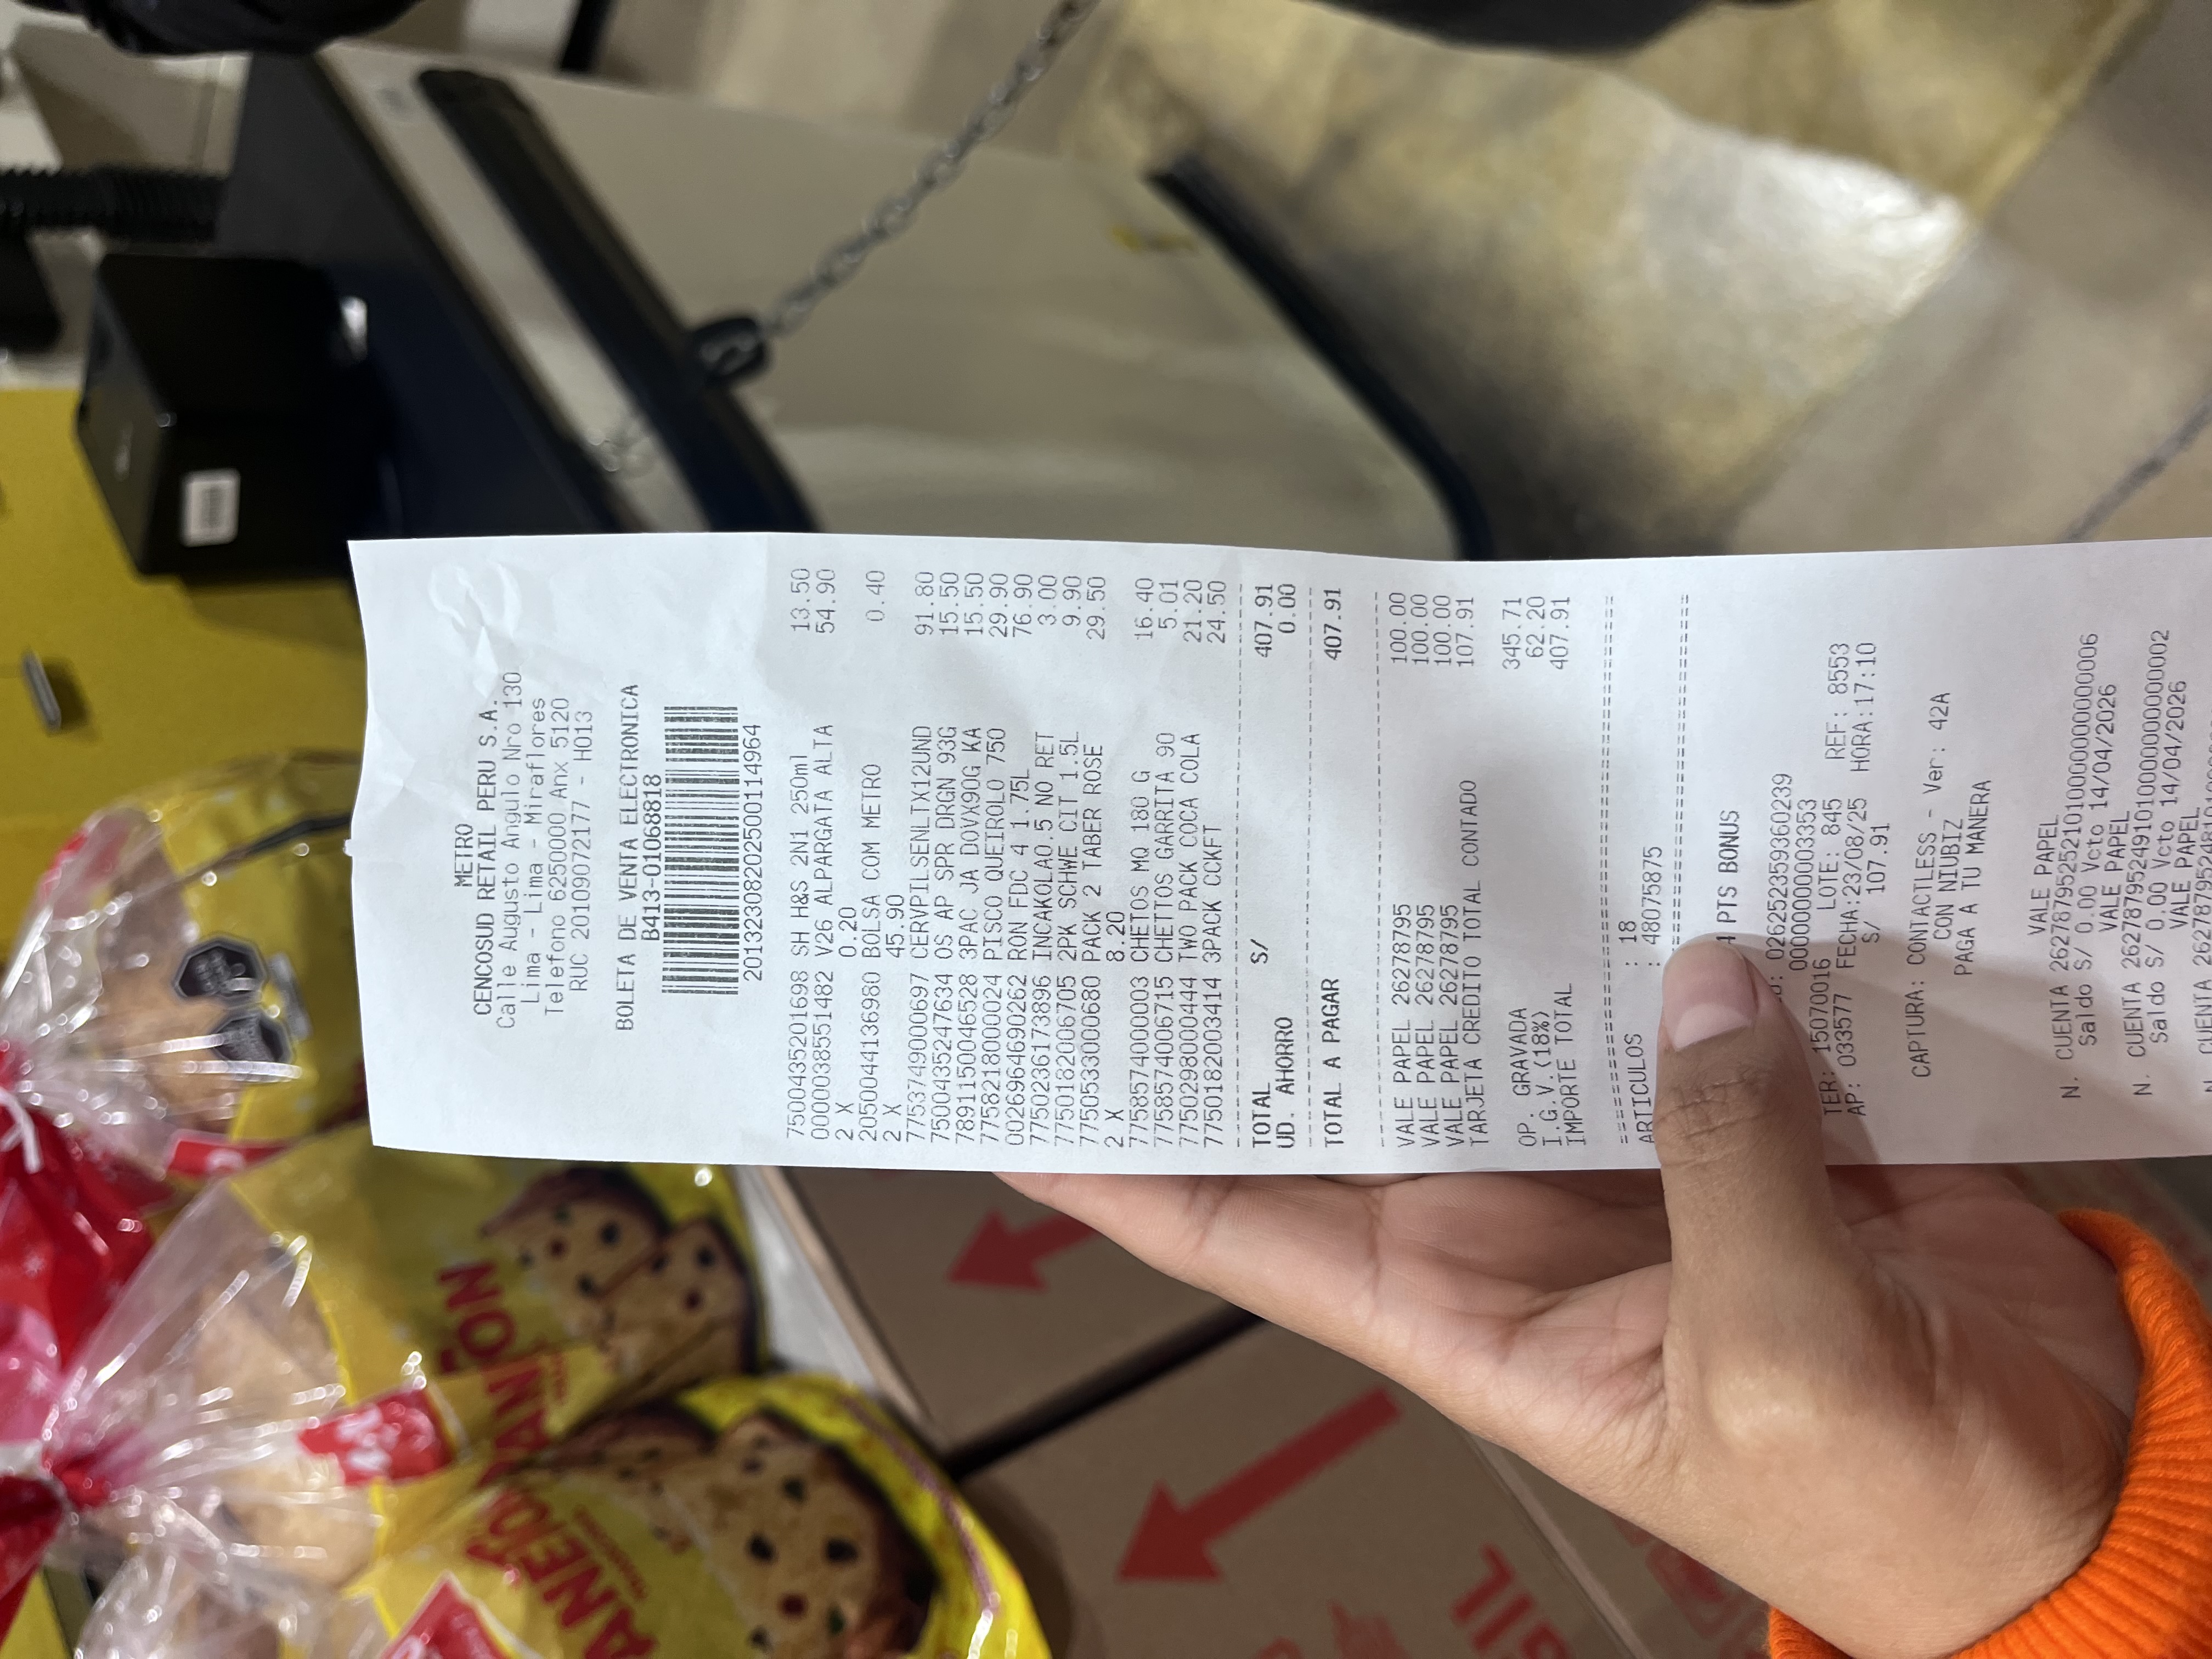 PANETÓN
PANETÓN
METRO
CENCOSUD RETAIL PERU S.A.
Calle Augusto Angulo Nro 130
Lima - Lima - Miraflores
Telefono 6250000 Anx 5120
RUC 20109072177 - H013
BOLETA DE VENTA ELECTRONICA
B413-01068818
20132308202500114964
7500435201698 SH H&S 2N1 250ml 13.50
0000038551482 V26 ALPARGATA ALTA 54.90
2 X 0.20
2050044136980 BOLSA COM METRO 0.40
2 X 45.90
7753749000697 CERVPILSENLTX12UND 91.80
7500435247634 OS AP SPR DRGN 93G 15.50
7891150046528 3PAC JA DOVX90G KA 15.50
7758218000024 PISCO QUEIROLO 750 29.90
0026964690262 RON FDC 4 1.75L 76.90
7750236173896 INCAKOLA0.5 NO RET 3.00
7750182006705 2PK SCHWE CIT 1.5L 9.90
7750533000680 PACK 2 TABER ROSE 29.50
2 X 8.20
7758574000003 CHETOS MQ 180 G 16.40
7758574006715 CHETTOS GARRITA 90 5.01
7750298000444 TWO PACK COCA COLA 21.20
7750182003414 3PACK CCKFT 24.50
TOTAL S/ 407.91
UD. AHORRO 0.00
TOTAL A PAGAR 407.91
VALE PAPEL 26278795 100.00
VALE PAPEL 26278795 100.00
VALE PAPEL 26278795 100.00
TARJETA CREDITO TOTAL CONTADO 107.91
OP. GRAVADA 345.71
I.G.V.(18%) 62.20
IMPORTE TOTAL 407.91
ARTICULOS : 18
: 48075875
4 PTS BONUS
D: 026252359360239
00000000003353
TER: 15070016 LOTE: 845 REF: 8553
AP: 033577 FECHA:23/08/25 HORA:17:10
S/ 107.91
CAPTURA: CONTACTLESS - Ver: 42A
CON NIUBIZ
PAGA A TU MANERA
VALE PAPEL
N. CUENTA 2627879525210100000000000006
Saldo S/ 0.00 Vcto 14/04/2026
VALE PAPEL
N. CUENTA 2627879524910100000000000002
Saldo S/ 0.00 Vcto 14/04/2026
VALE PAPEL
N. CUENTA